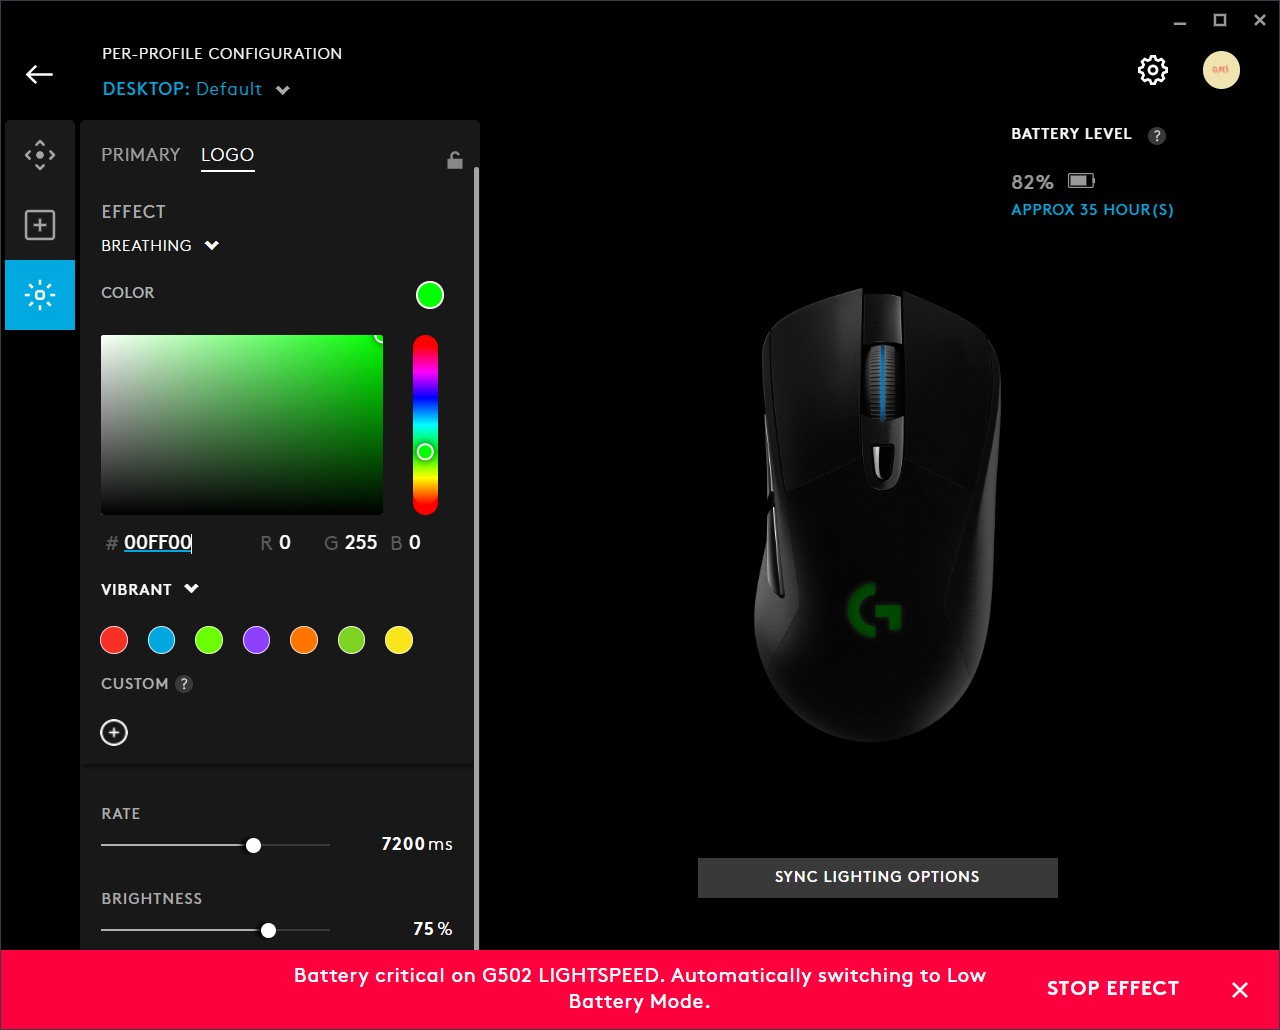 PER-PROFILE CONFIGURATION
DESKTOP: Default
PRIMARY LOGO
EFFECT
BREATHING
COLOR
# 00FF00 R 0 G 255 B 0
VIBRANT
CUSTOM ?
RATE
7200 ms
BRIGHTNESS
75 %
BATTERY LEVEL ?
82%
APPROX 35 HOUR(S)
SYNC LIGHTING OPTIONS
Battery critical on G502 LIGHTSPEED. Automatically switching to Low
Battery Mode.
STOP EFFECT